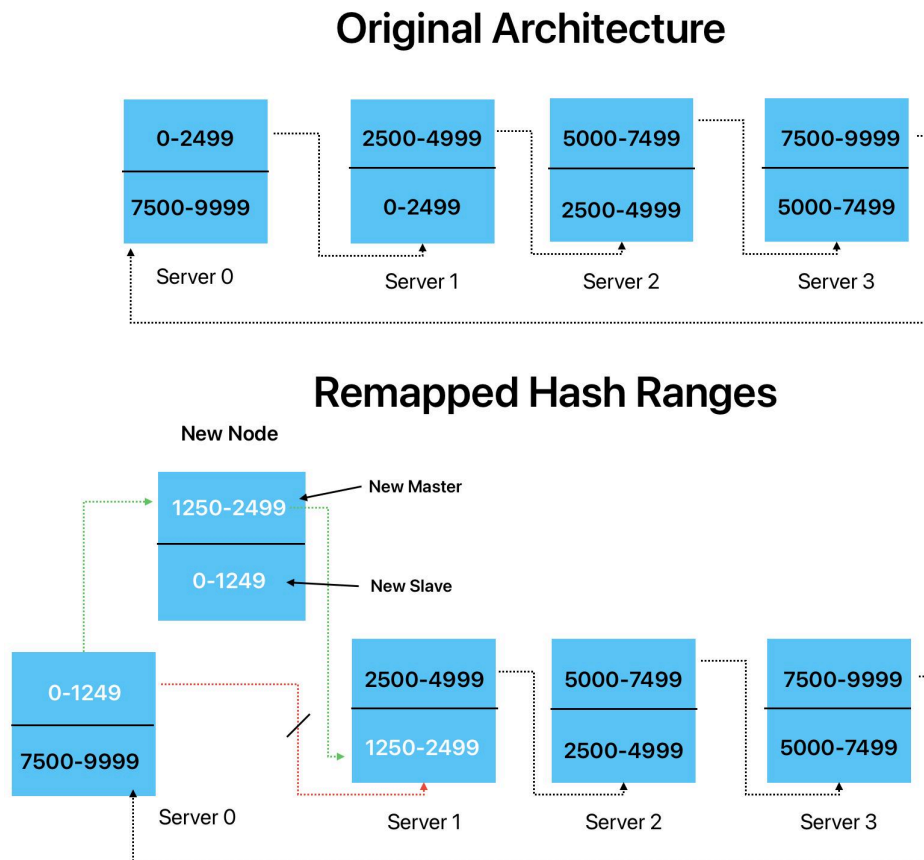 Original Architecture
0-2499
2500-4999
5000-7499
7500-9999
7500-9999
0-2499
2500-4999
5000-7499
Server 0
Server 1
Server 2
Server 3
Remapped Hash Ranges
New Node
1250-2499
New Master
0-1249
New Slave
0-1249
2500-4999
5000-7499
7500-9999
7500-9999
1250-2499
2500-4999
5000-7499
Server 0
Server 1
Server 2
Server 3